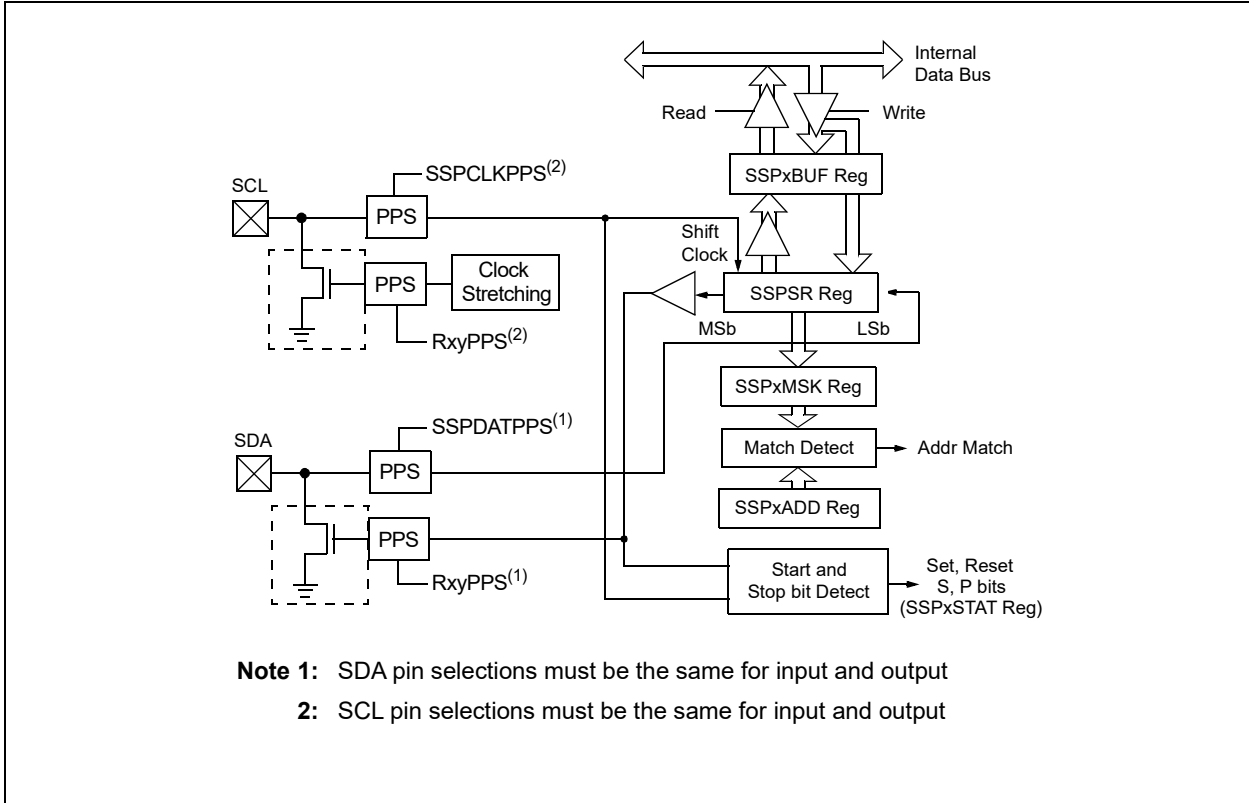 Internal
Data Bus
Read
Write
SSPxBUF Reg
SSPCLKPPS(2)
SCL
PPS
Shift
Clock
PPS
Clock
Stretching
SSPSR Reg
MSb
LSb
RxyPPS(2)
SSPxMSK Reg
SSPDATPPS(1)
SDA
PPS
Match Detect
Addr Match
SSPxADD Reg
PPS
RxyPPS(1)
Start and
Stop bit Detect
Set, Reset
S, P bits
(SSPxSTAT Reg)
Note 1: SDA pin selections must be the same for input and output
2: SCL pin selections must be the same for input and output